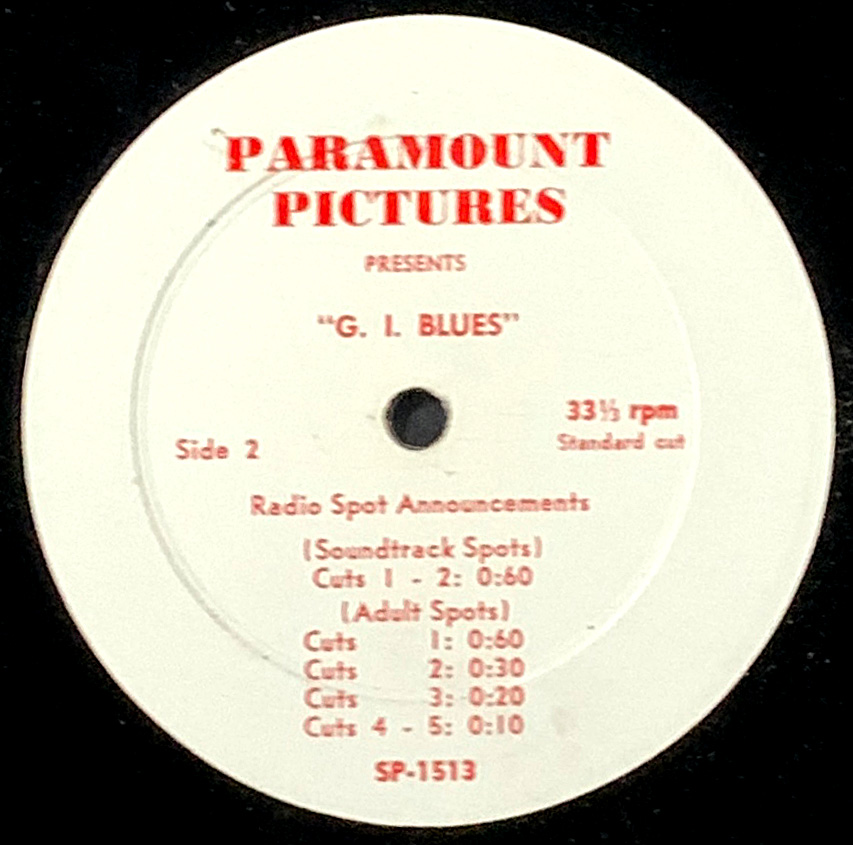 PARAMOUNT
PICTURES
PRESENTS
"G. I. BLUES"
33⅓ rpm
Side 2
Standard cut
Radio Spot Announcements
(Soundtrack Spots)
Cuts 1 - 2: 0:60
(Adult Spots)
Cuts 1: 0:60
Cuts 2: 0:30
Cuts 3: 0:20
Cuts 4 - 5: 0:10
SP-1513